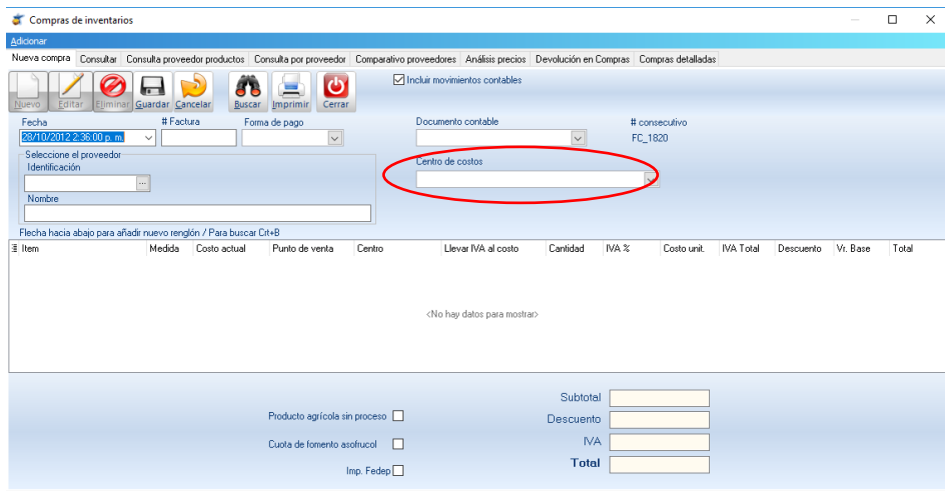 Compras de inventarios
Adicionar
Nueva compra Consultar Consulta proveedor productos Consulta por proveedor Comparativo proveedores Análisis precios Devolución en Compras Compras detalladas
Nuevo Editar Eliminar Guardar Cancelar Buscar Imprimir Cerrar
Incluir movimientos contables
Fecha # Factura Forma de pago Documento contable # consecutivo
28/10/2012 2:36:00 p. m. FC_1820
Seleccione el proveedor
Identificación
Centro de costos
...
Nombre
Flecha hacia abajo para añadir nuevo renglón / Para buscar Crt+B
Item Medida Costo actual Punto de venta Centro Llevar IVA al costo Cantidad IVA % Costo unit. IVA Total Descuento Vr. Base Total
<No hay datos para mostrar>
Subtotal
Producto agrícola sin proceso
Descuento
Cuota de fomento asofrucol
IVA
Total
Imp. Fedep